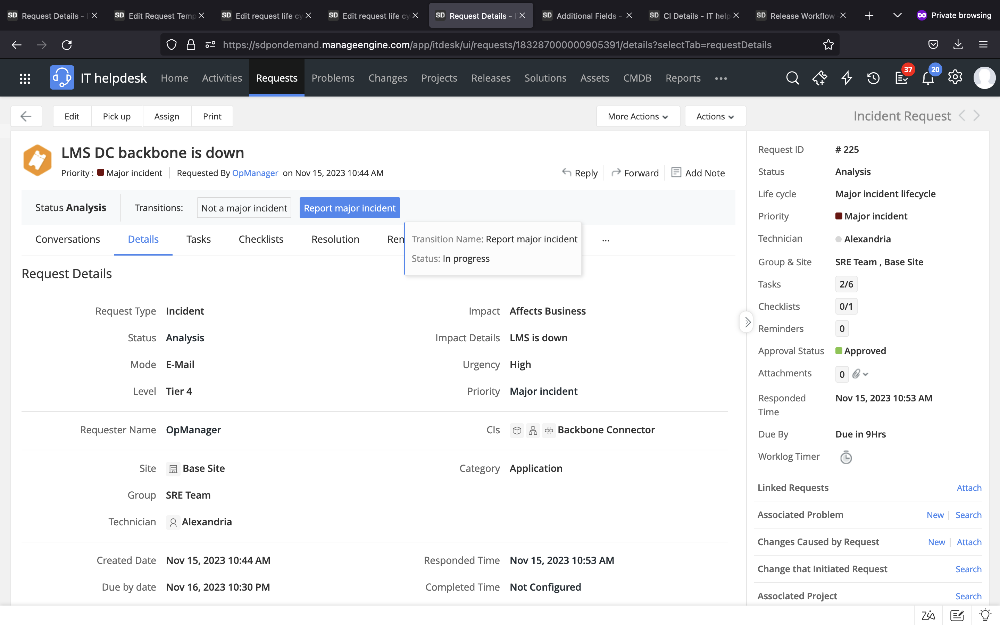 SD Request Details -
SD Edit Request Temp
SD Edit request life cy
SD Edit request life cy
SD Request Details -
SD Additional Fields -
SD CI Details - IT help
SD Release Workflow
Private browsing
https://sdpondemand.manageengine.com/app/itdesk/ui/requests/183287000000905391/details?selectTab=requestDetails
IT helpdesk
Home
Activities
Requests
Problems
Changes
Projects
Releases
Solutions
Assets
CMDB
Reports
37
20
Edit
Pick up
Assign
Print
More Actions
Actions
Incident Request
LMS DC backbone is down
Priority : Major incident
Requested By OpManager on Nov 15, 2023 10:44 AM
Reply
Forward
Add Note
Status Analysis
Transitions:
Not a major incident
Report major incident
Conversations
Details
Tasks
Checklists
Resolution
Rem
...
Transition Name: Report major incident
Status: In progress
Request Details
Request Type Incident
Impact Affects Business
Status Analysis
Impact Details LMS is down
Mode E-Mail
Urgency High
Level Tier 4
Priority Major incident
Requester Name OpManager
CIs Backbone Connector
Site Base Site
Category Application
Group SRE Team
Technician Alexandria
Created Date Nov 15, 2023 10:44 AM
Responded Time Nov 15, 2023 10:53 AM
Due by date Nov 16, 2023 10:30 PM
Completed Time Not Configured
Request ID # 225
Status Analysis
Life cycle Major incident lifecycle
Priority Major incident
Technician Alexandria
Group & Site SRE Team , Base Site
Tasks 2/6
Checklists 0/1
Reminders 0
Approval Status Approved
Attachments 0
Responded Time Nov 15, 2023 10:53 AM
Due By Due in 9Hrs
Worklog Timer
Linked Requests Attach
Associated Problem New | Search
Changes Caused by Request New | Attach
Change that Initiated Request Search
Associated Project Search